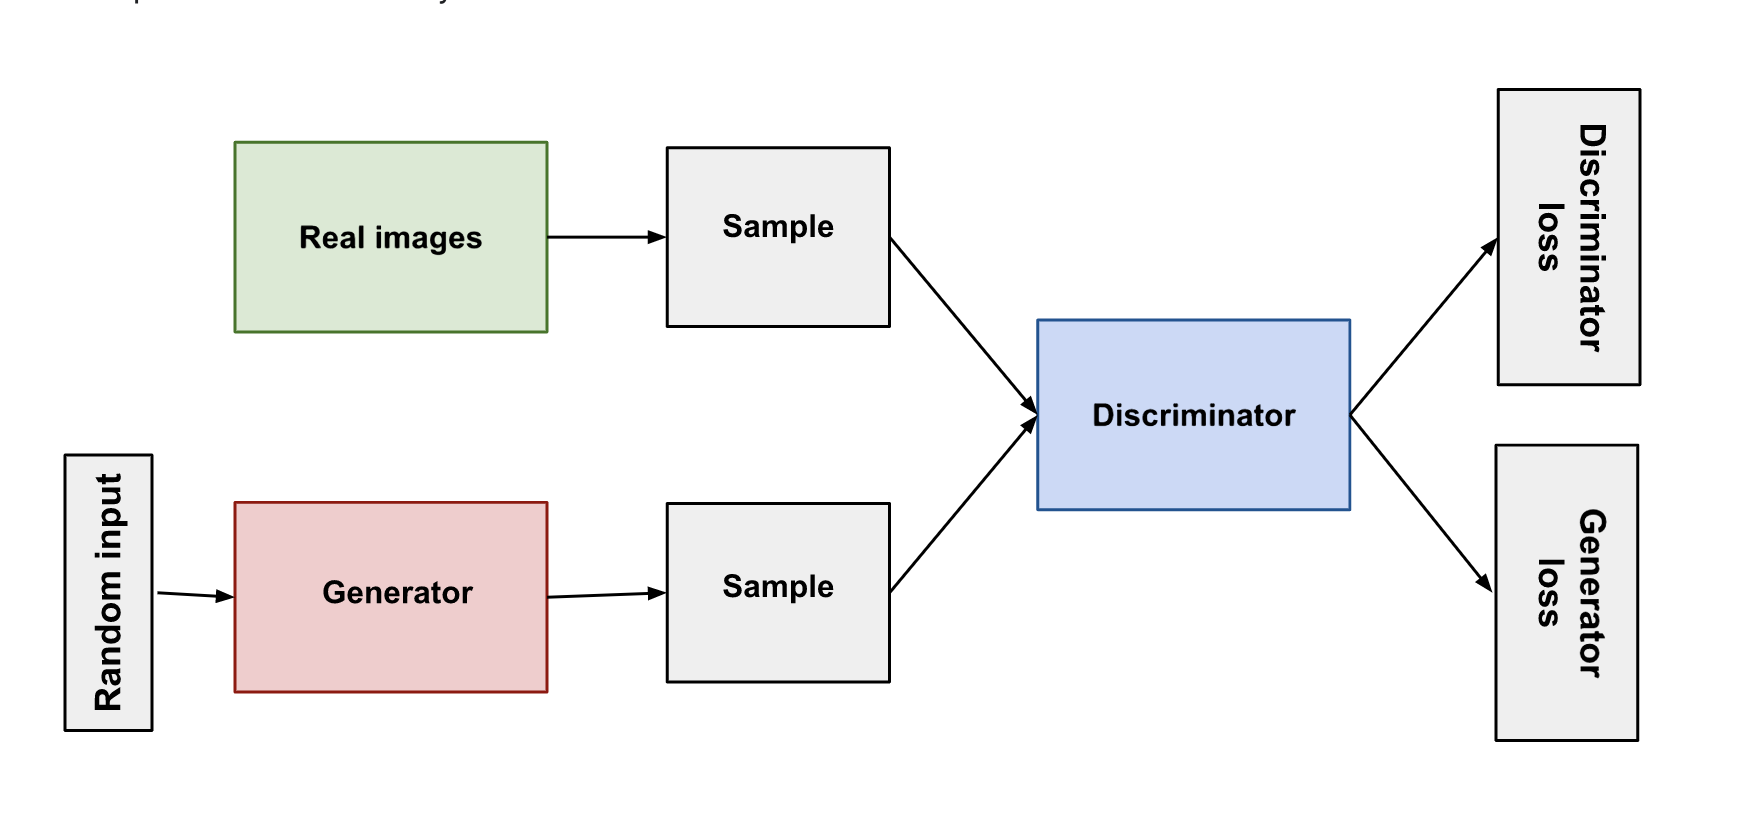 Real images
Sample
Discriminator
loss
Discriminator
Random input
Generator
Sample
Generator
loss